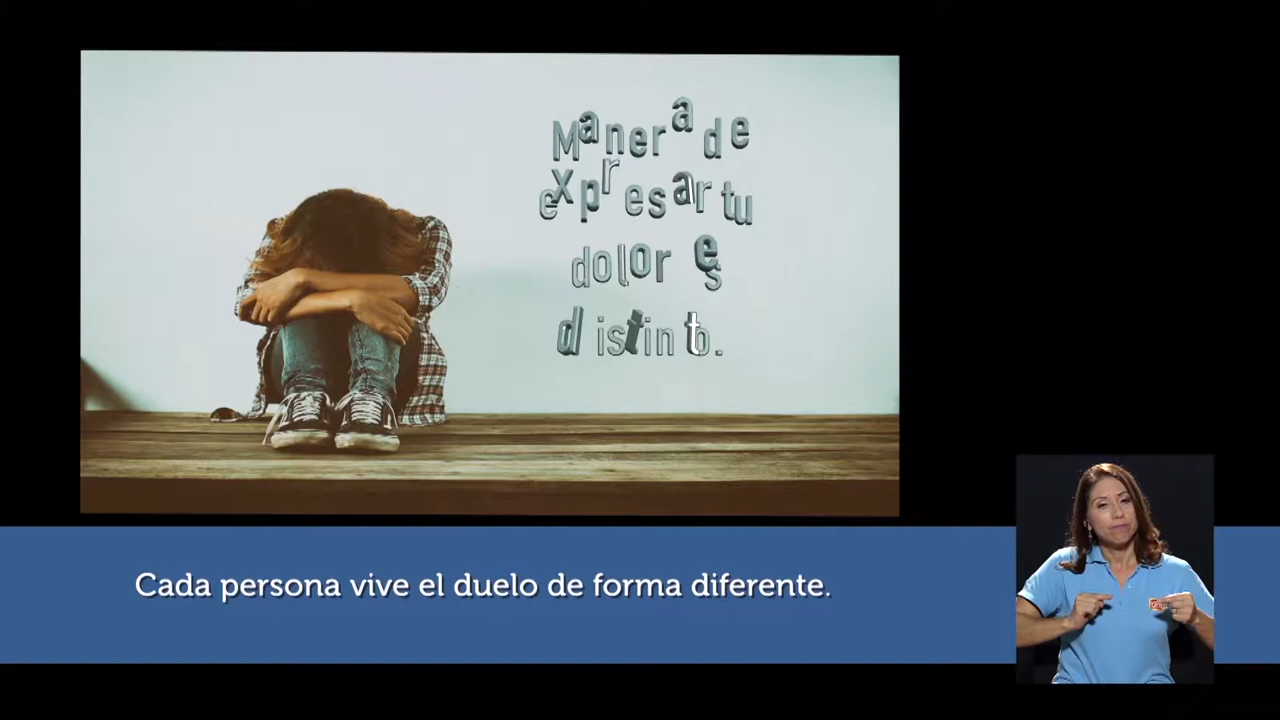 Manera de
expresar tu
dolor es
distinto.
Cada persona vive el duelo de forma diferente.